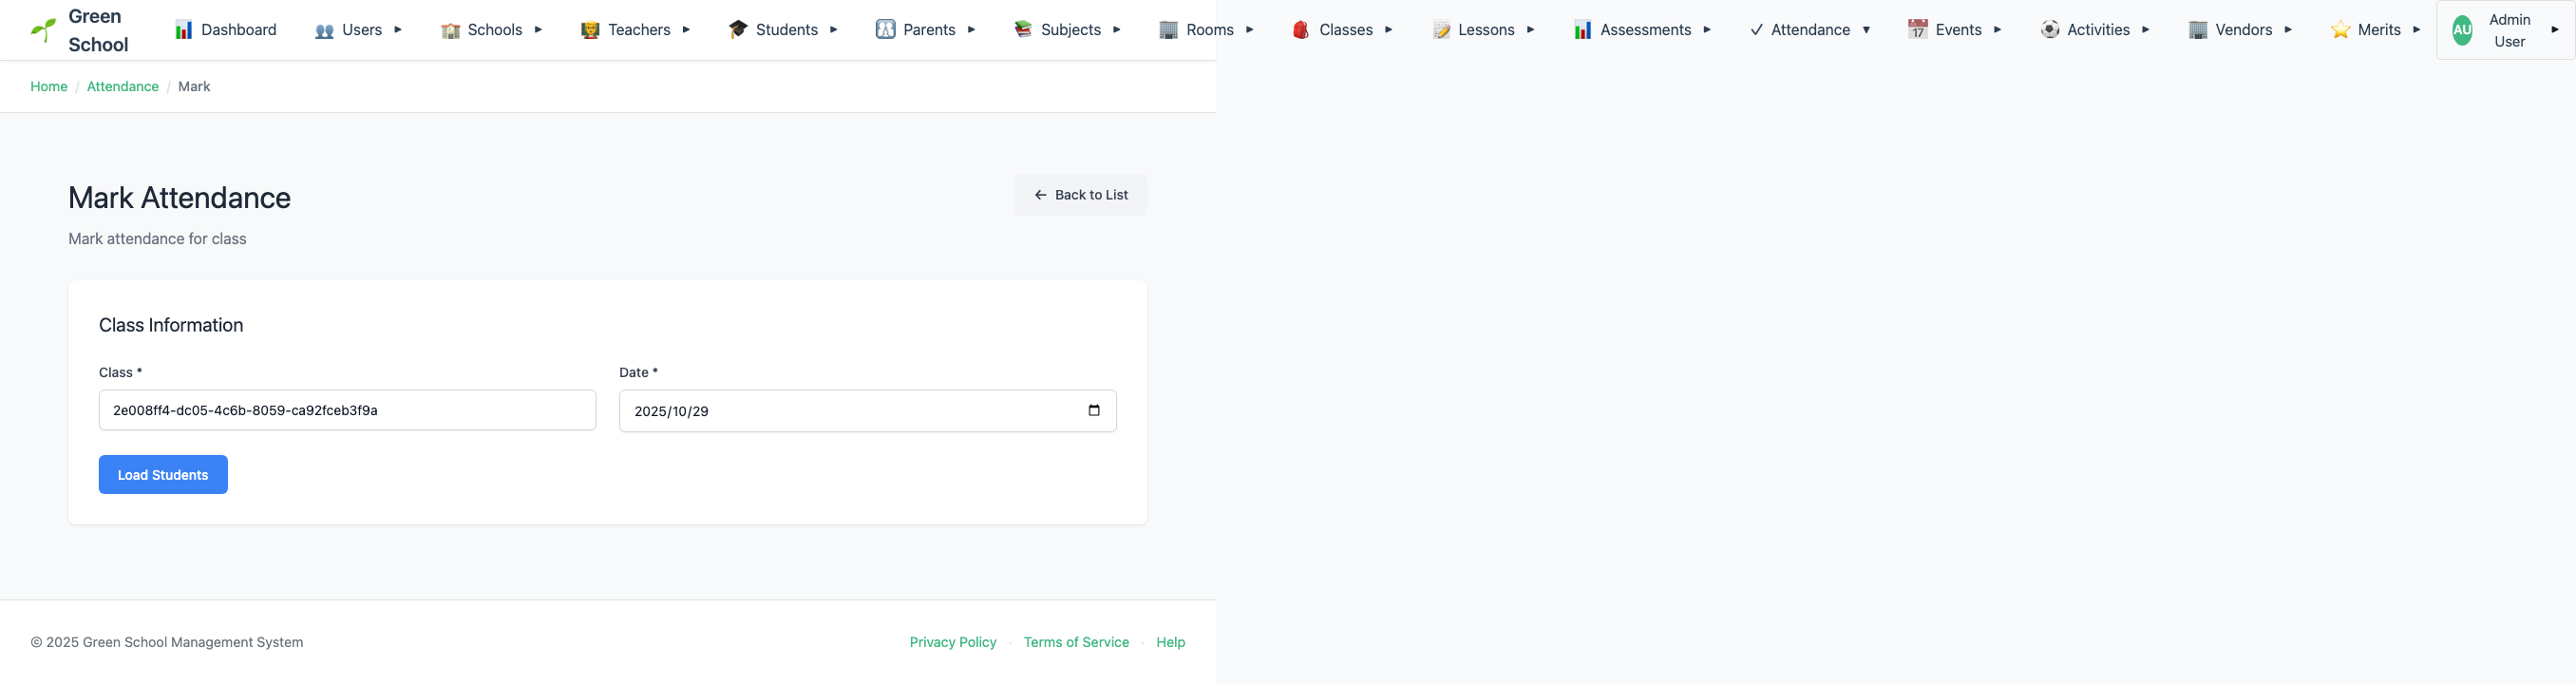 Green School
Dashboard
Users
Schools
Teachers
Students
Parents
Subjects
Rooms
Classes
Lessons
Assessments
Attendance
Events
Activities
Vendors
Merits
AU
Admin User
Home / Attendance / Mark
Mark Attendance
← Back to List
Mark attendance for class
Class Information
Class *
Date *
2e008ff4-dc05-4c6b-8059-ca92fceb3f9a
2025/10/29
Load Students
© 2025 Green School Management System
Privacy Policy · Terms of Service · Help